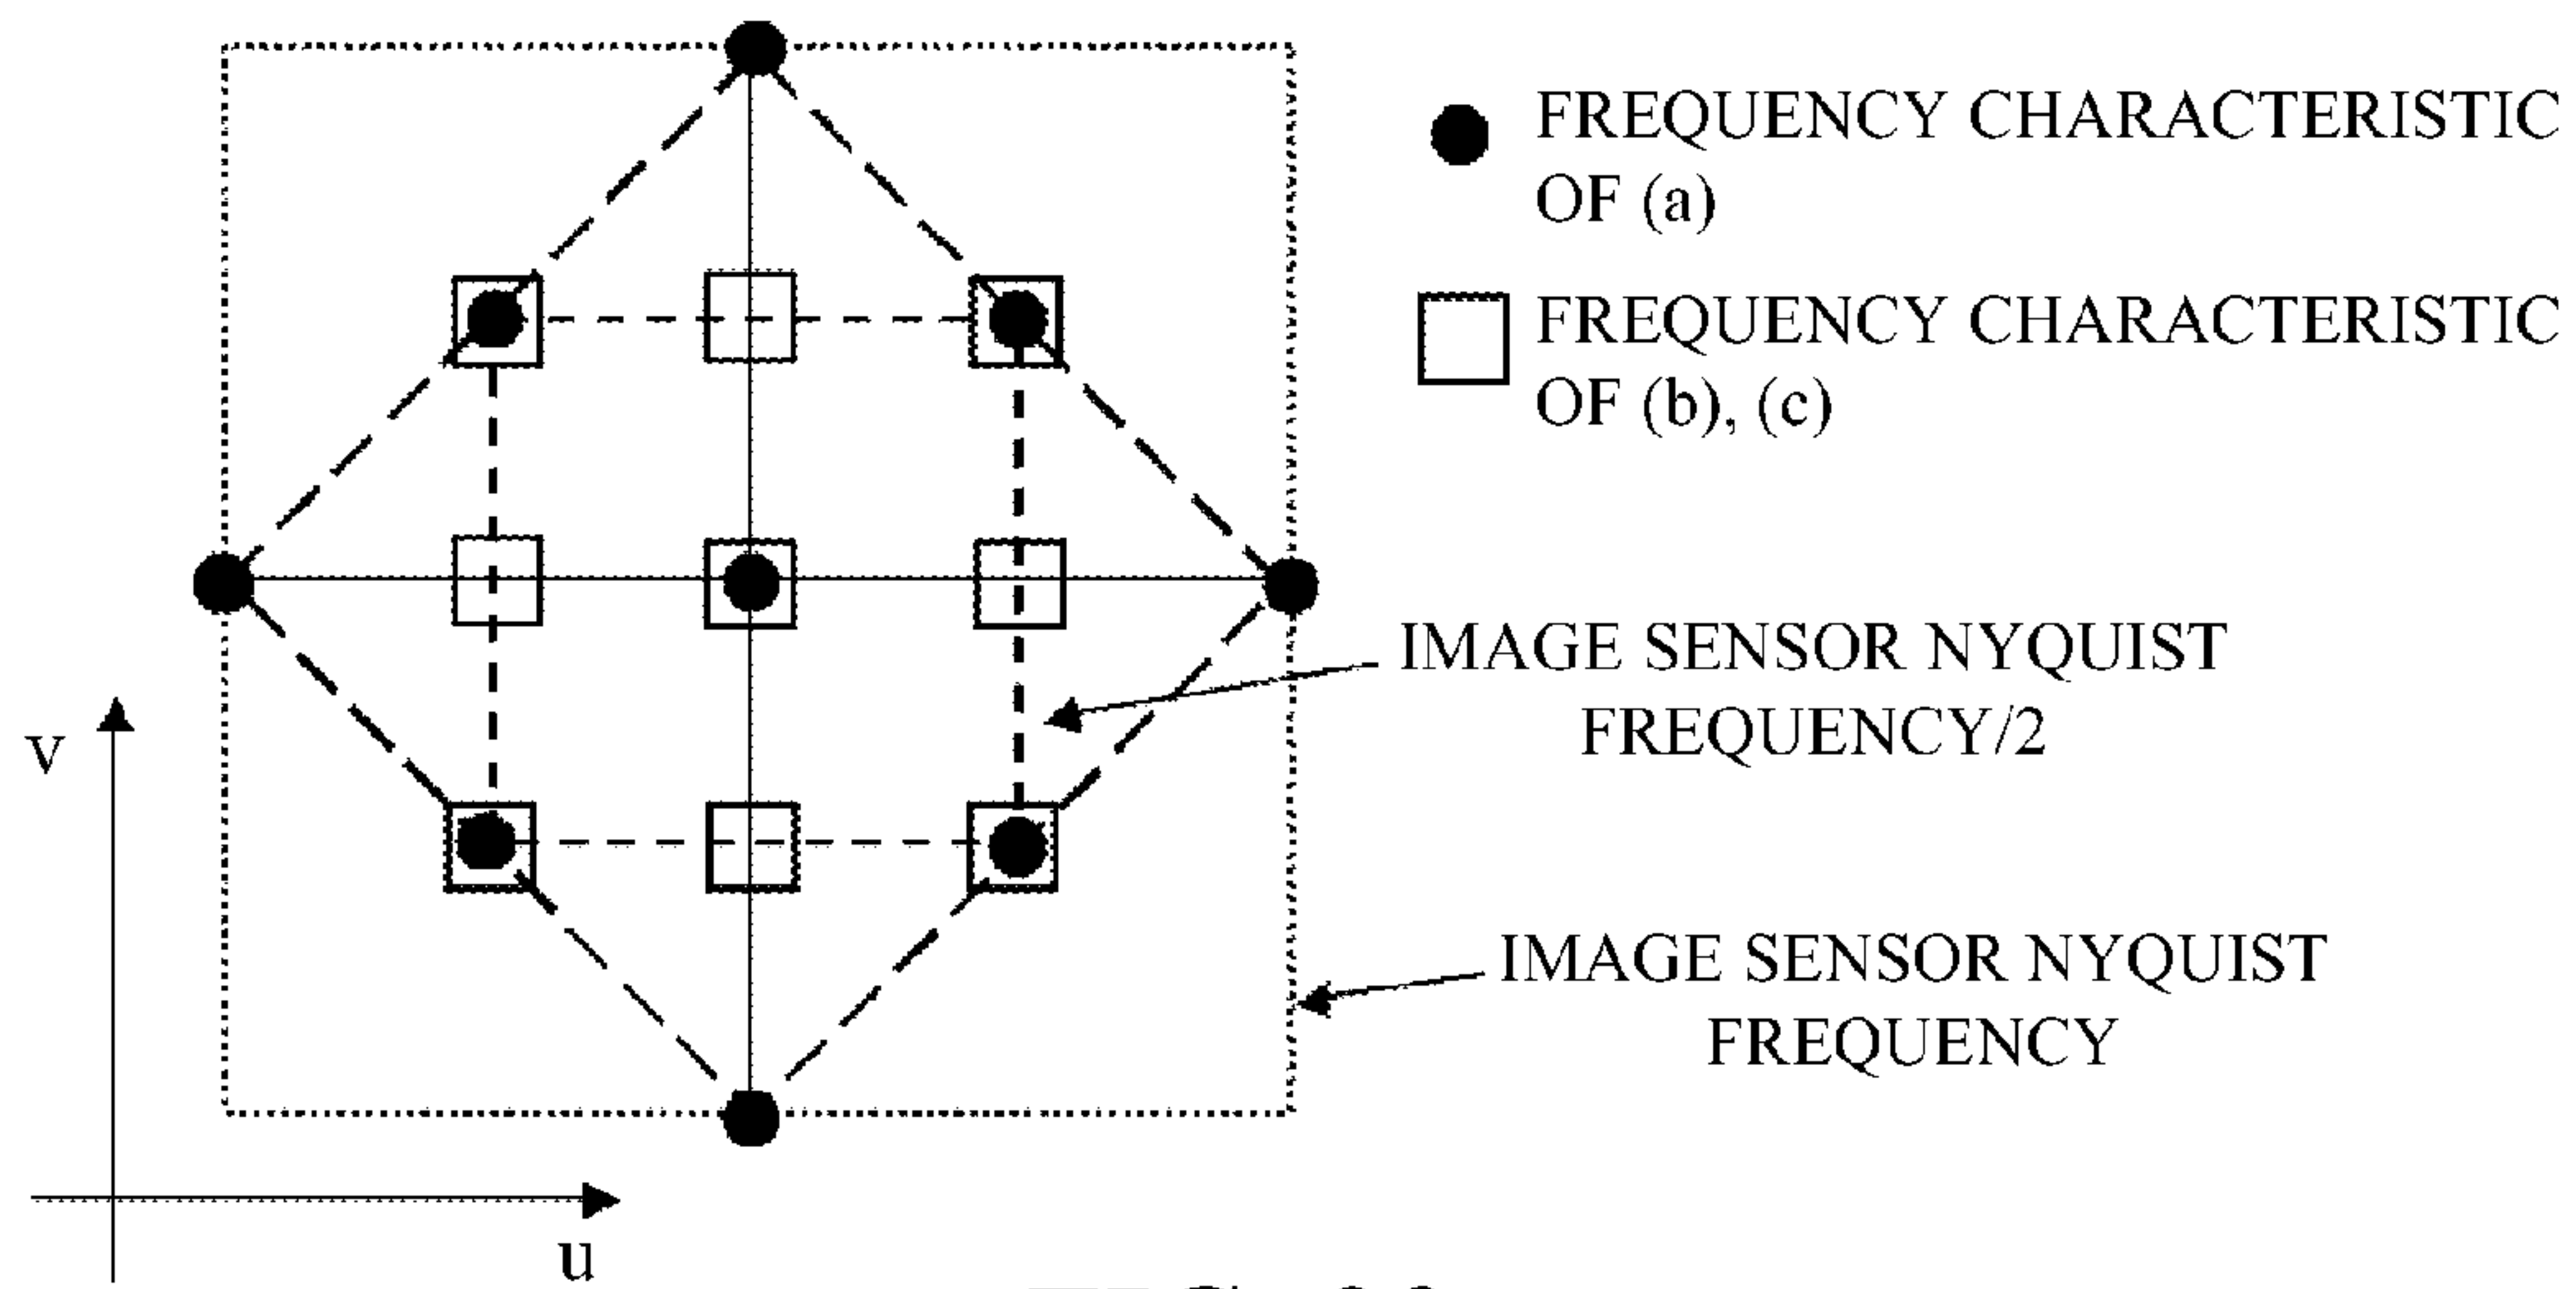 FREQUENCY CHARACTERISTIC
OF (a)
FREQUENCY CHARACTERISTIC
OF (b), (c)
IMAGE SENSOR NYQUIST
FREQUENCY/2
v
IMAGE SENSOR NYQUIST
FREQUENCY
u